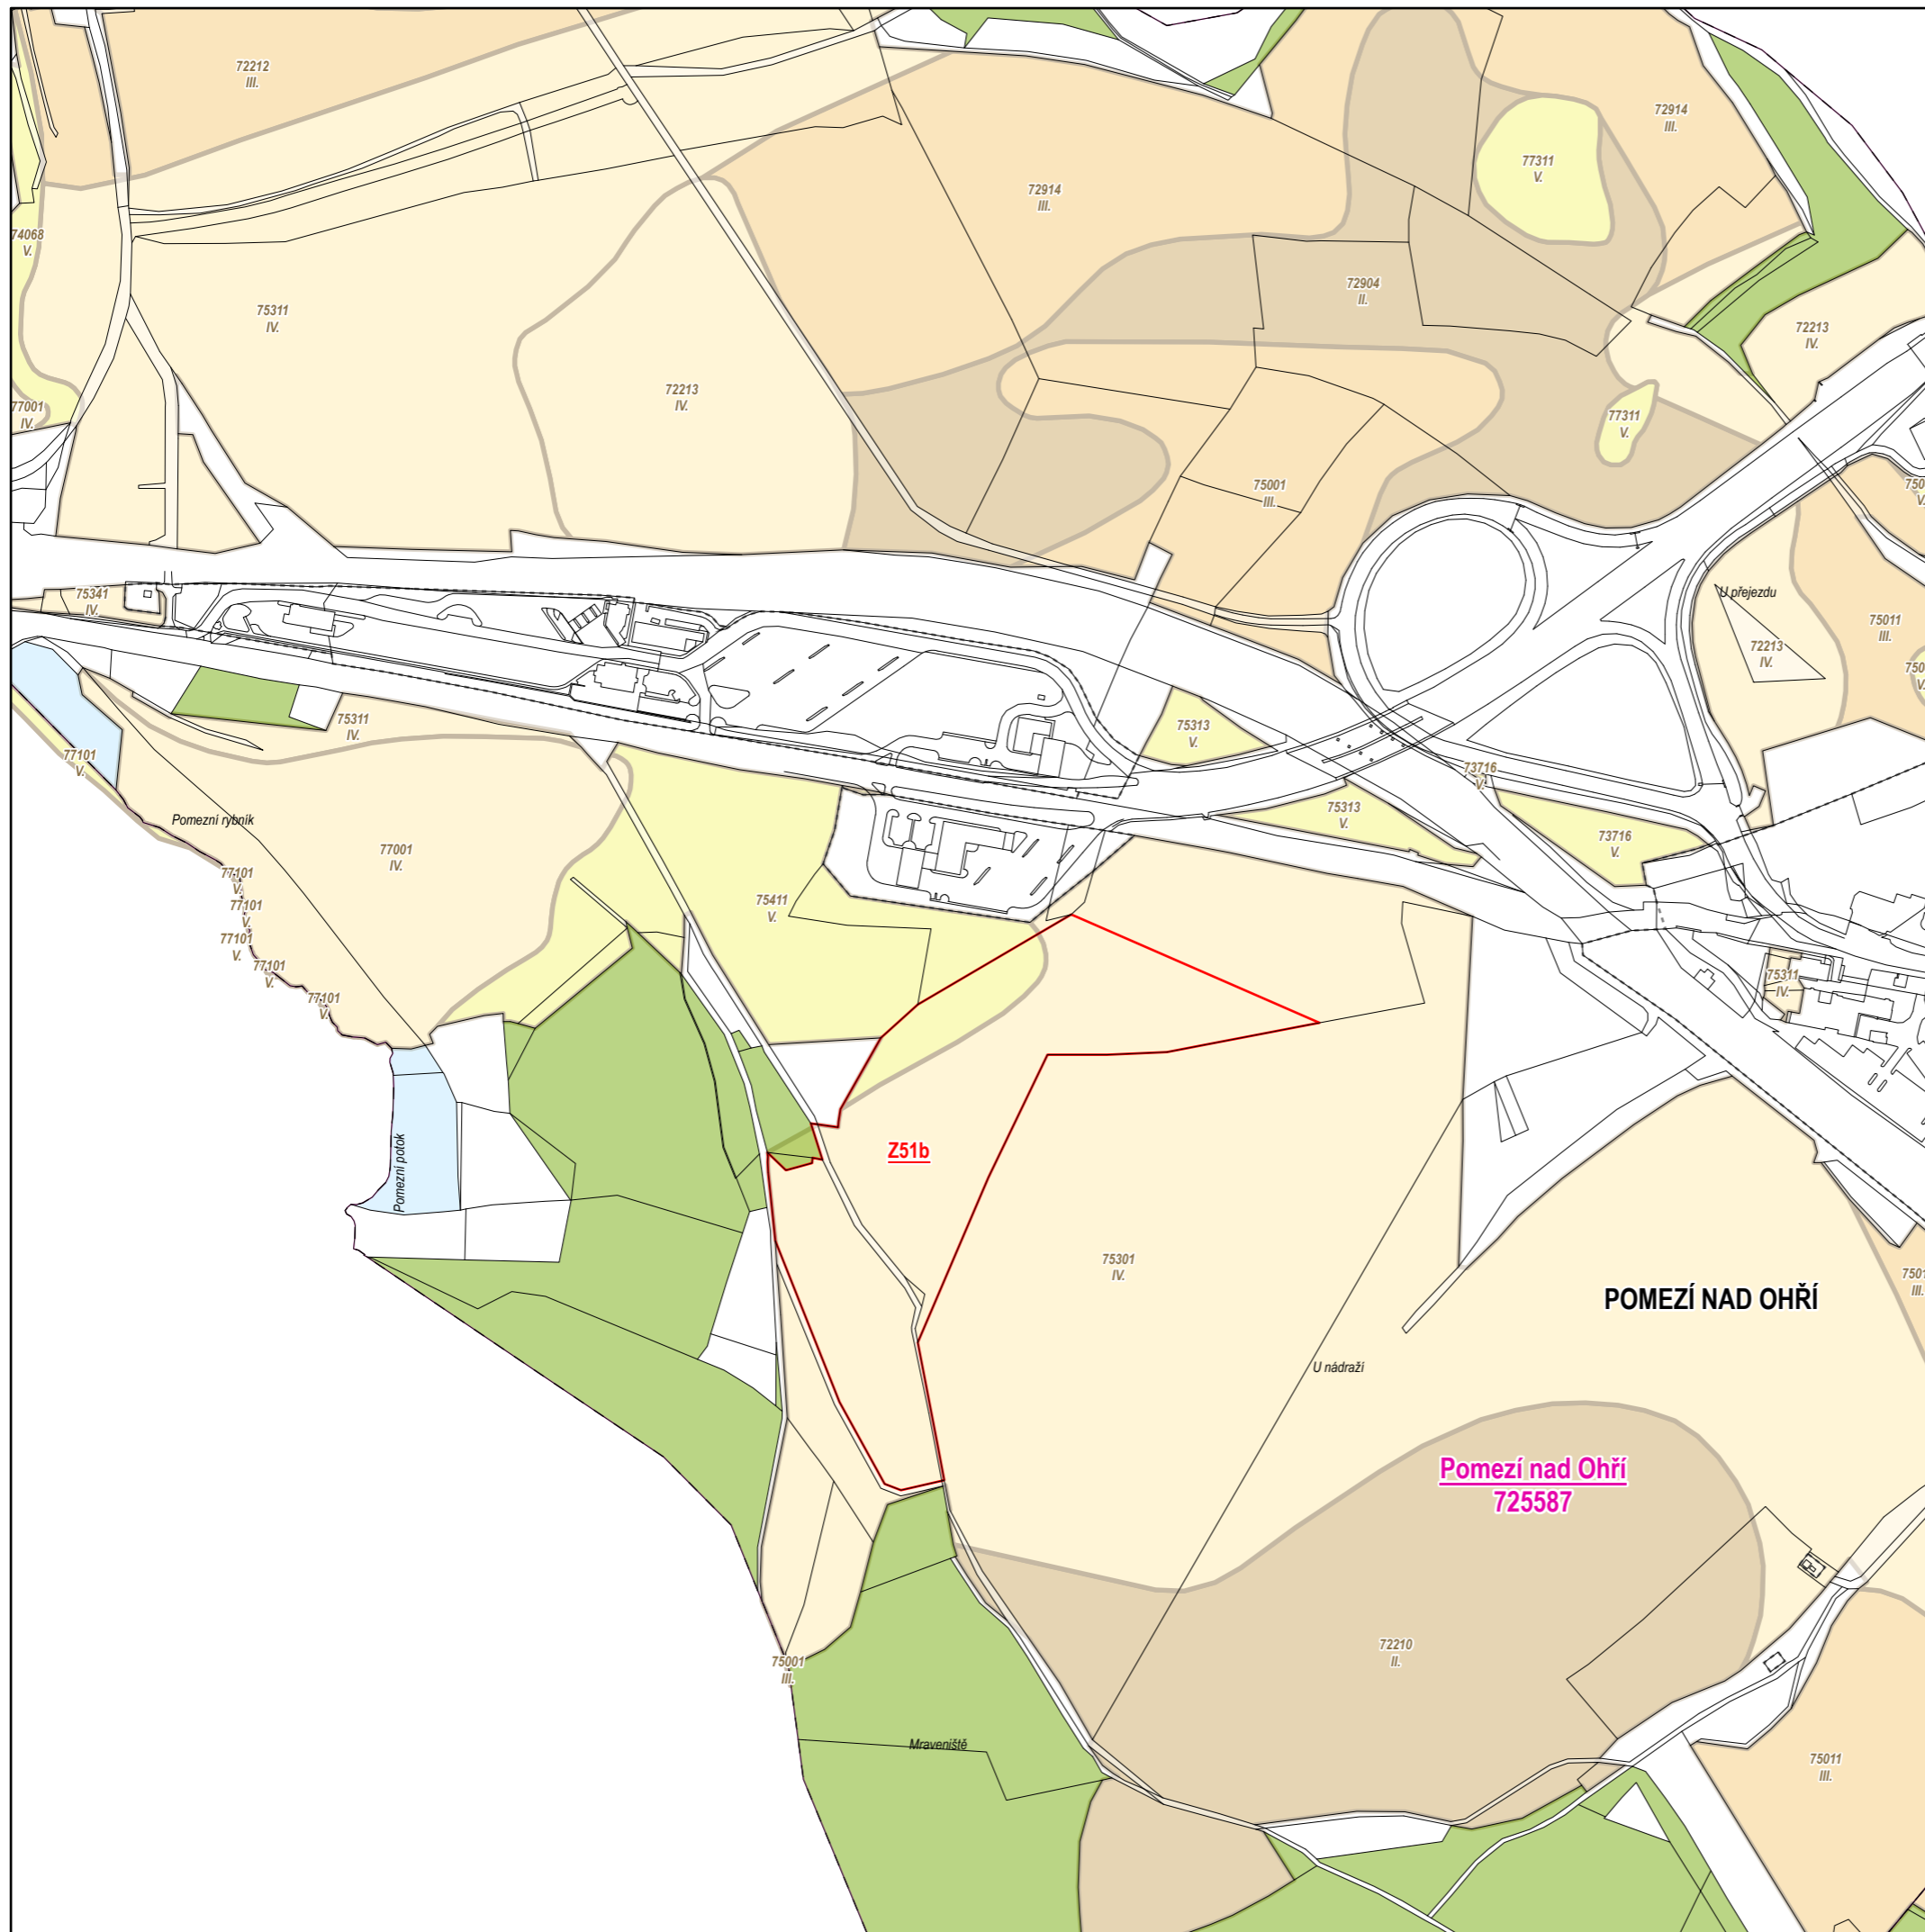 72212
III.
72914
III.
77311
V.
72914
III.
74068
V.
72904
II.
75311
IV.
72213
IV.
72213
IV.
77001
IV.
77311
V.
75001
III.
75341
IV.
U přejezdu
75011
III.
72213
IV.
75311
IV.
75313
V.
77101
V.
73716
V.
75313
V.
Pomezní rybník
73716
V.
77001
IV.
77101
V.
75411
V.
77101
V.
77101
V.
77101
V.
75311
IV.
77101
V.
Z51b
Pomezní potok
75301
IV.
POMEZÍ NAD OHŘÍ
U nádraží
Pomezí nad Ohří
725587
72210
II.
75001
III.
Mraveniště
75011
III.